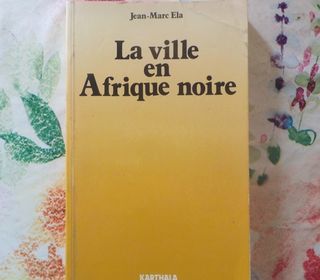 Jean-Marc Ela
La ville
en
Afrique noire
KARTHALA